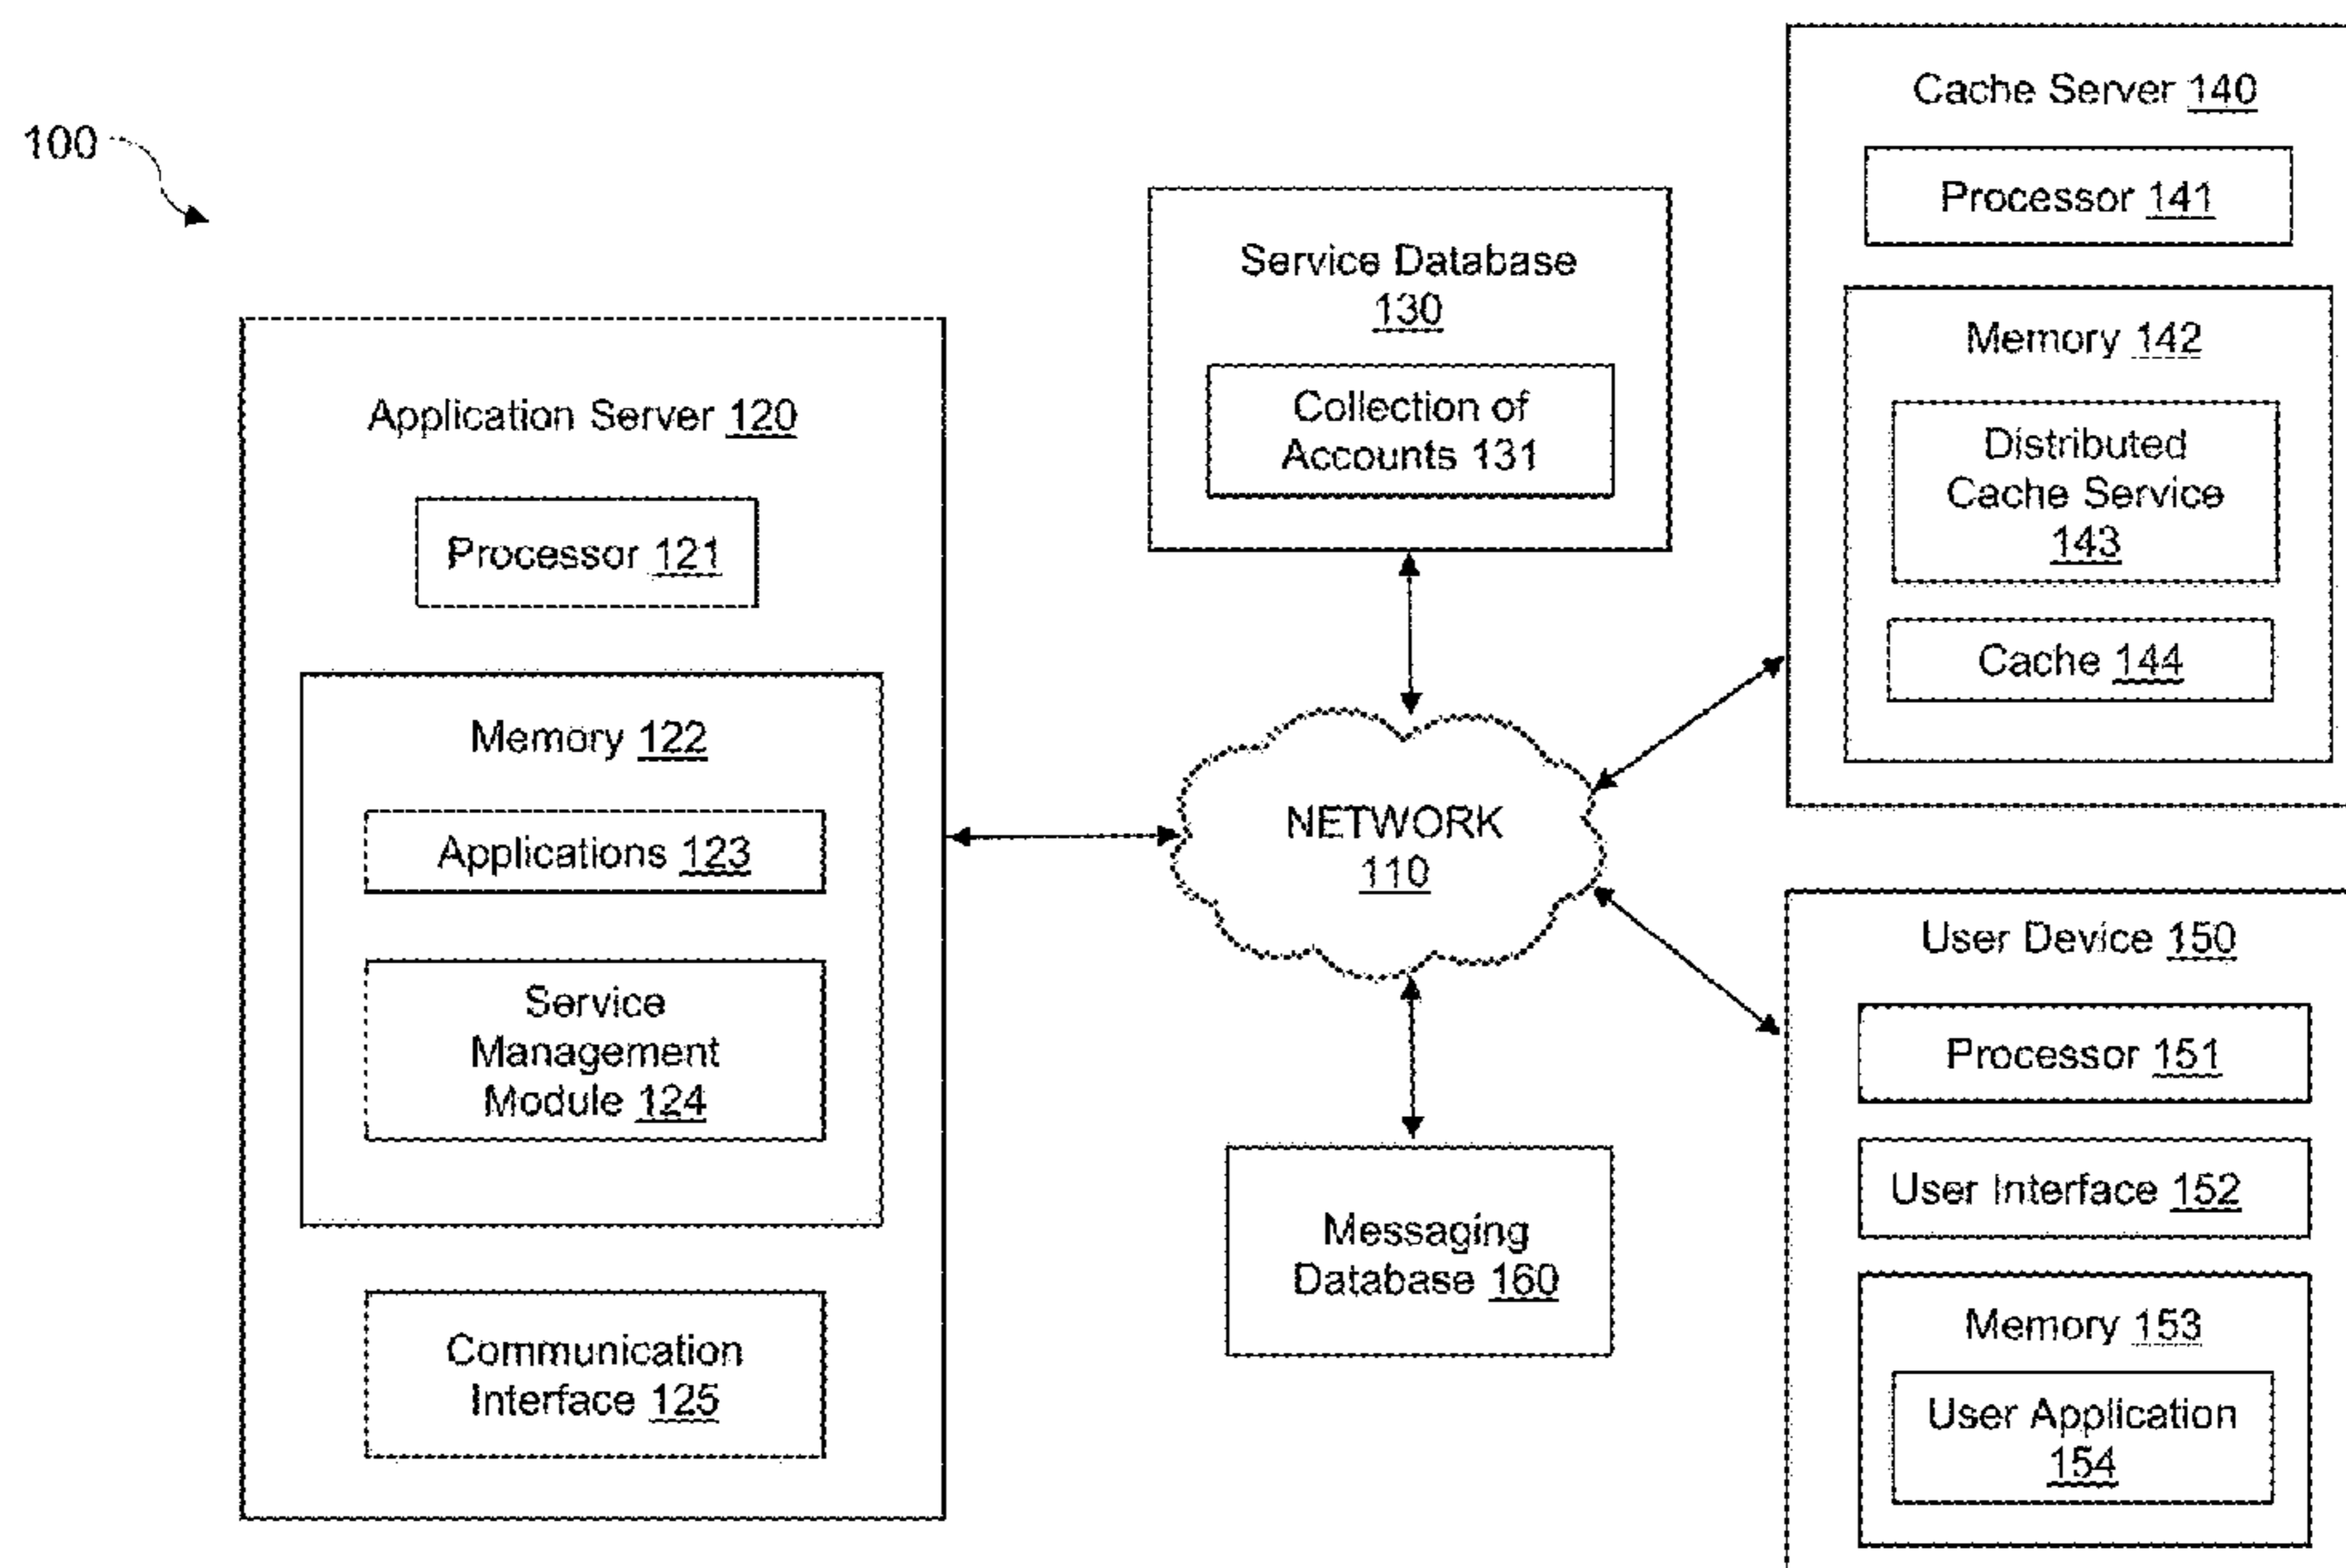 100
Application Server 120
Processor 121
Memory 122
Applications 123
Service
Management
Module 124
Communication
Interface 125
Service Database
130
Collection of
Accounts 131
NETWORK
110
Messaging
Database 160
Cache Server 140
Processor 141
Memory 142
Distributed
Cache Service
143
Cache 144
User Device 150
Processor 151
User Interface 152
Memory 153
User Application
154